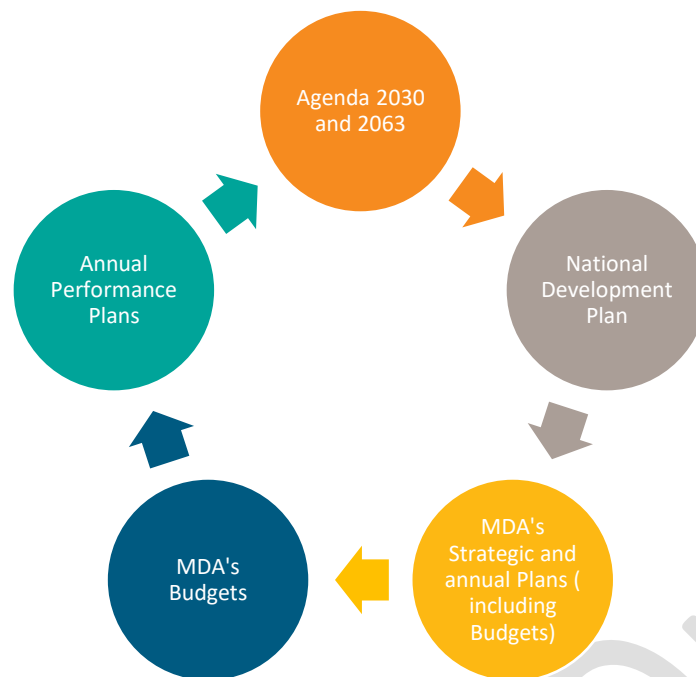 Agenda 2030
and 2063
National
Development
Plan
MDA's
Strategic and
annual Plans (
including
Budgets)
MDA's
Budgets
Annual
Performance
Plans